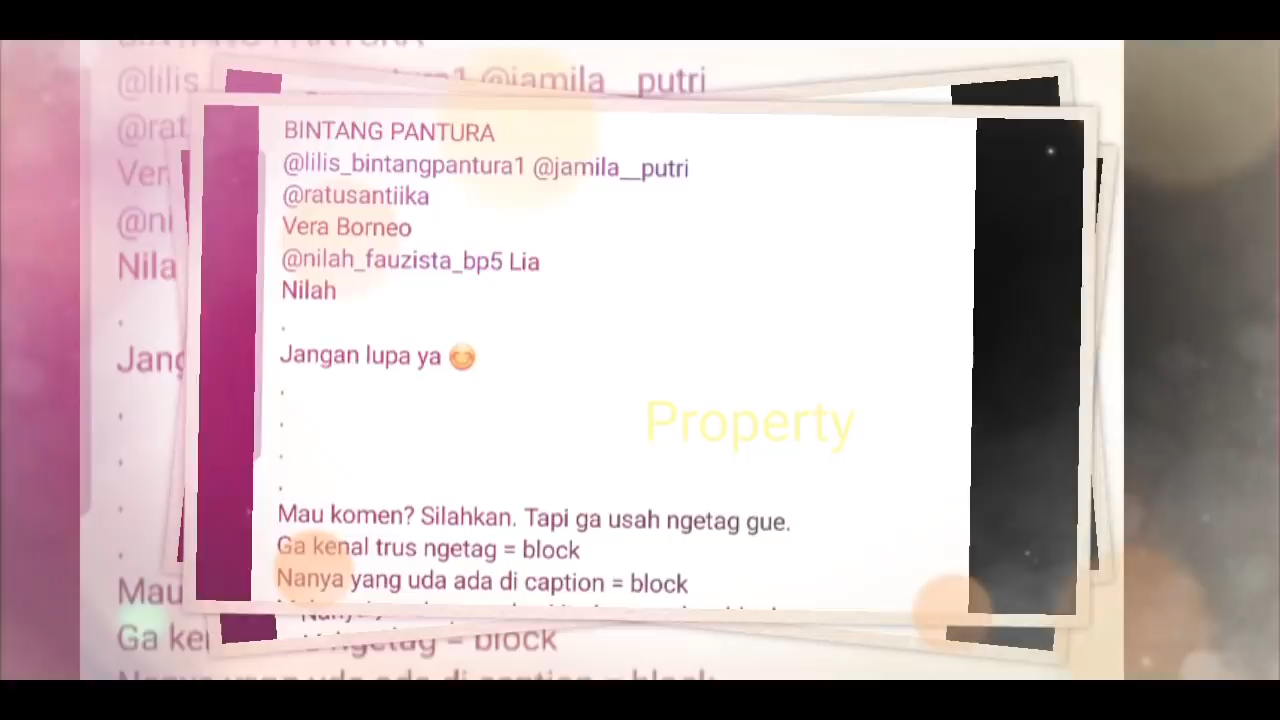 BINTANG PANTURA
@lilis_bintangpantura1 @jamila__putri
@ratusantiika
Vera Borneo
@nilah_fauzista_bp5 Lia
Nilah
.
Jangan lupa ya 😊
.
.
.
.
Mau komen? Silahkan. Tapi ga usah ngetag gue.
Ga kenal trus ngetag = block
Nanya yang uda ada di caption = block
Property